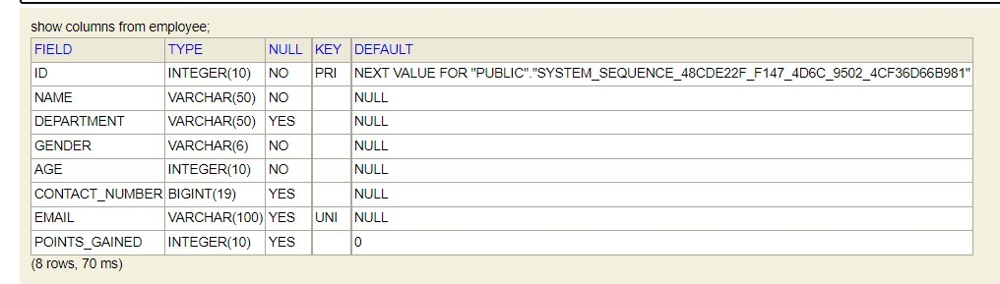 show columns from employee;
FIELD TYPE NULL KEY DEFAULT
ID INTEGER(10) NO PRI NEXT VALUE FOR "PUBLIC"."SYSTEM_SEQUENCE_48CDE22F_F147_4D6C_9502_4CF36D66B981"
NAME VARCHAR(50) NO NULL
DEPARTMENT VARCHAR(50) YES NULL
GENDER VARCHAR(6) NO NULL
AGE INTEGER(10) NO NULL
CONTACT_NUMBER BIGINT(19) YES NULL
EMAIL VARCHAR(100) YES UNI NULL
POINTS_GAINED INTEGER(10) YES 0
(8 rows, 70 ms)